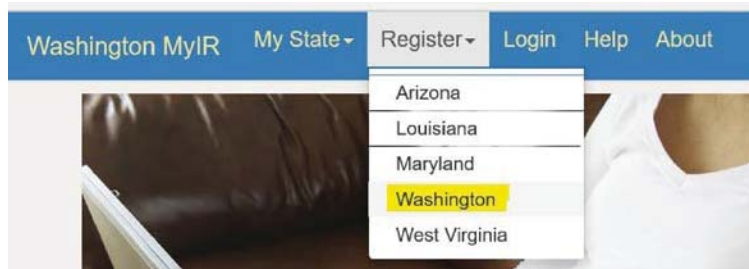 Washington MyIR My State Register Login Help About
Arizona
Louisiana
Maryland
Washington
West Virginia